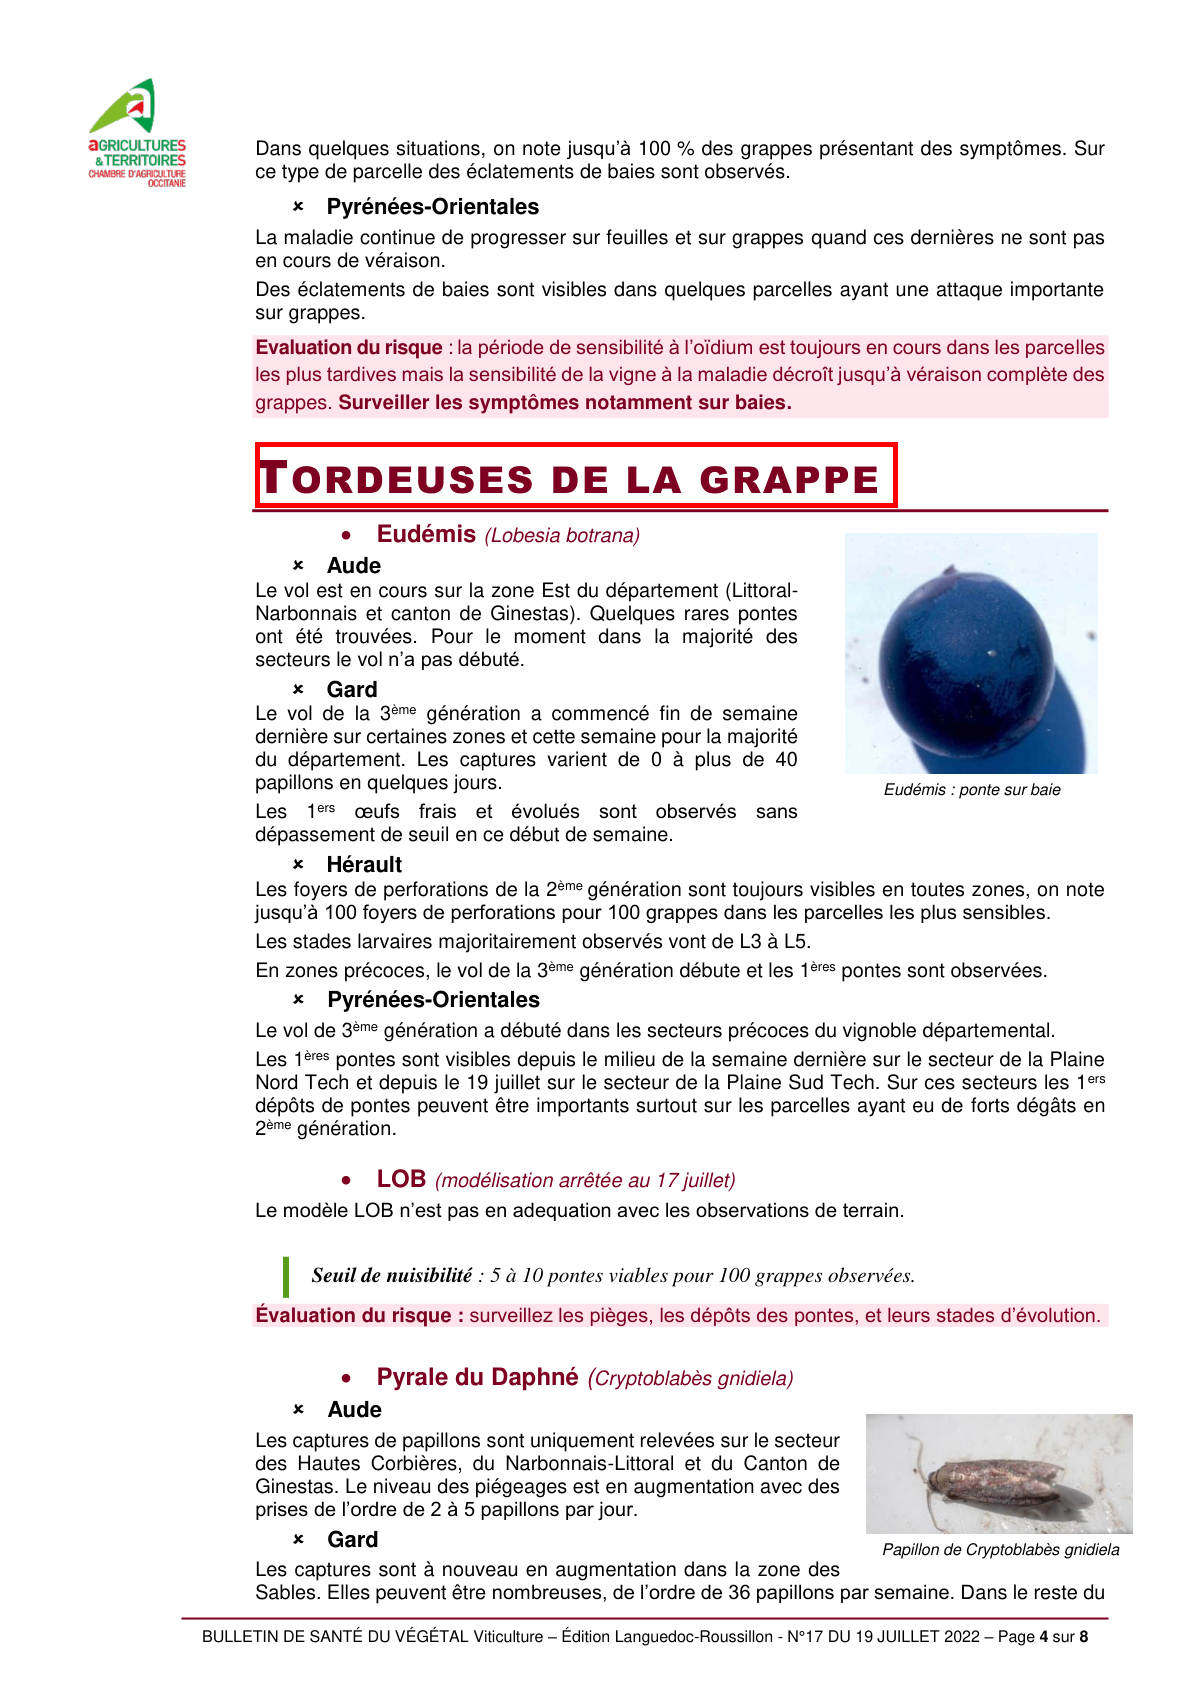 aGRICULTURES
& TERRITOIRES
CHAMBRE D'AGRICULTURE
OCCITANIE
Dans quelques situations, on note jusqu'à 100 % des grappes présentant des symptômes. Sur
ce type de parcelle des éclatements de baies sont observés.
× Pyrénées-Orientales
La maladie continue de progresser sur feuilles et sur grappes quand ces dernières ne sont pas
en cours de véraison.
Des éclatements de baies sont visibles dans quelques parcelles ayant une attaque importante
sur grappes.
Evaluation du risque : la période de sensibilité à l'oïdium est toujours en cours dans les parcelles
les plus tardives mais la sensibilité de la vigne à la maladie décroît jusqu'à véraison complète des
grappes. Surveiller les symptômes notamment sur baies.
TORDEUSES DE LA GRAPPE
• Eudémis (Lobesia botrana)
× Aude
Le vol est en cours sur la zone Est du département (Littoral-
Narbonnais et canton de Ginestas). Quelques rares pontes
ont été trouvées. Pour le moment dans la majorité des
secteurs le vol n'a pas débuté.
× Gard
Le vol de la 3ème génération a commencé fin de semaine
dernière sur certaines zones et cette semaine pour la majorité
du département. Les captures varient de 0 à plus de 40
papillons en quelques jours.
Les 1ers œufs frais et évolués sont observés sans
dépassement de seuil en ce début de semaine.
Eudémis : ponte sur baie
× Hérault
Les foyers de perforations de la 2ème génération sont toujours visibles en toutes zones, on note
jusqu'à 100 foyers de perforations pour 100 grappes dans les parcelles les plus sensibles.
Les stades larvaires majoritairement observés vont de L3 à L5.
En zones précoces, le vol de la 3ème génération débute et les 1ères pontes sont observées.
× Pyrénées-Orientales
Le vol de 3ème génération a débuté dans les secteurs précoces du vignoble départemental.
Les 1ères pontes sont visibles depuis le milieu de la semaine dernière sur le secteur de la Plaine
Nord Tech et depuis le 19 juillet sur le secteur de la Plaine Sud Tech. Sur ces secteurs les 1ers
dépôts de pontes peuvent être importants surtout sur les parcelles ayant eu de forts dégâts en
2ème génération.
• LOB (modélisation arrêtée au 17 juillet)
Le modèle LOB n'est pas en adequation avec les observations de terrain.
Seuil de nuisibilité : 5 à 10 pontes viables pour 100 grappes observées.
Évaluation du risque : surveillez les pièges, les dépôts des pontes, et leurs stades d'évolution.
• Pyrale du Daphné (Cryptoblabès gnidiela)
× Aude
Les captures de papillons sont uniquement relevées sur le secteur
des Hautes Corbières, du Narbonnais-Littoral et du Canton de
Ginestas. Le niveau des piégeages est en augmentation avec des
prises de l'ordre de 2 à 5 papillons par jour.
Papillon de Cryptoblabès gnidiela
× Gard
Les captures sont à nouveau en augmentation dans la zone des
Sables. Elles peuvent être nombreuses, de l'ordre de 36 papillons par semaine. Dans le reste du
BULLETIN DE SANTÉ DU VÉGÉTAL Viticulture – Édition Languedoc-Roussillon - N°17 DU 19 JUILLET 2022 – Page 4 sur 8